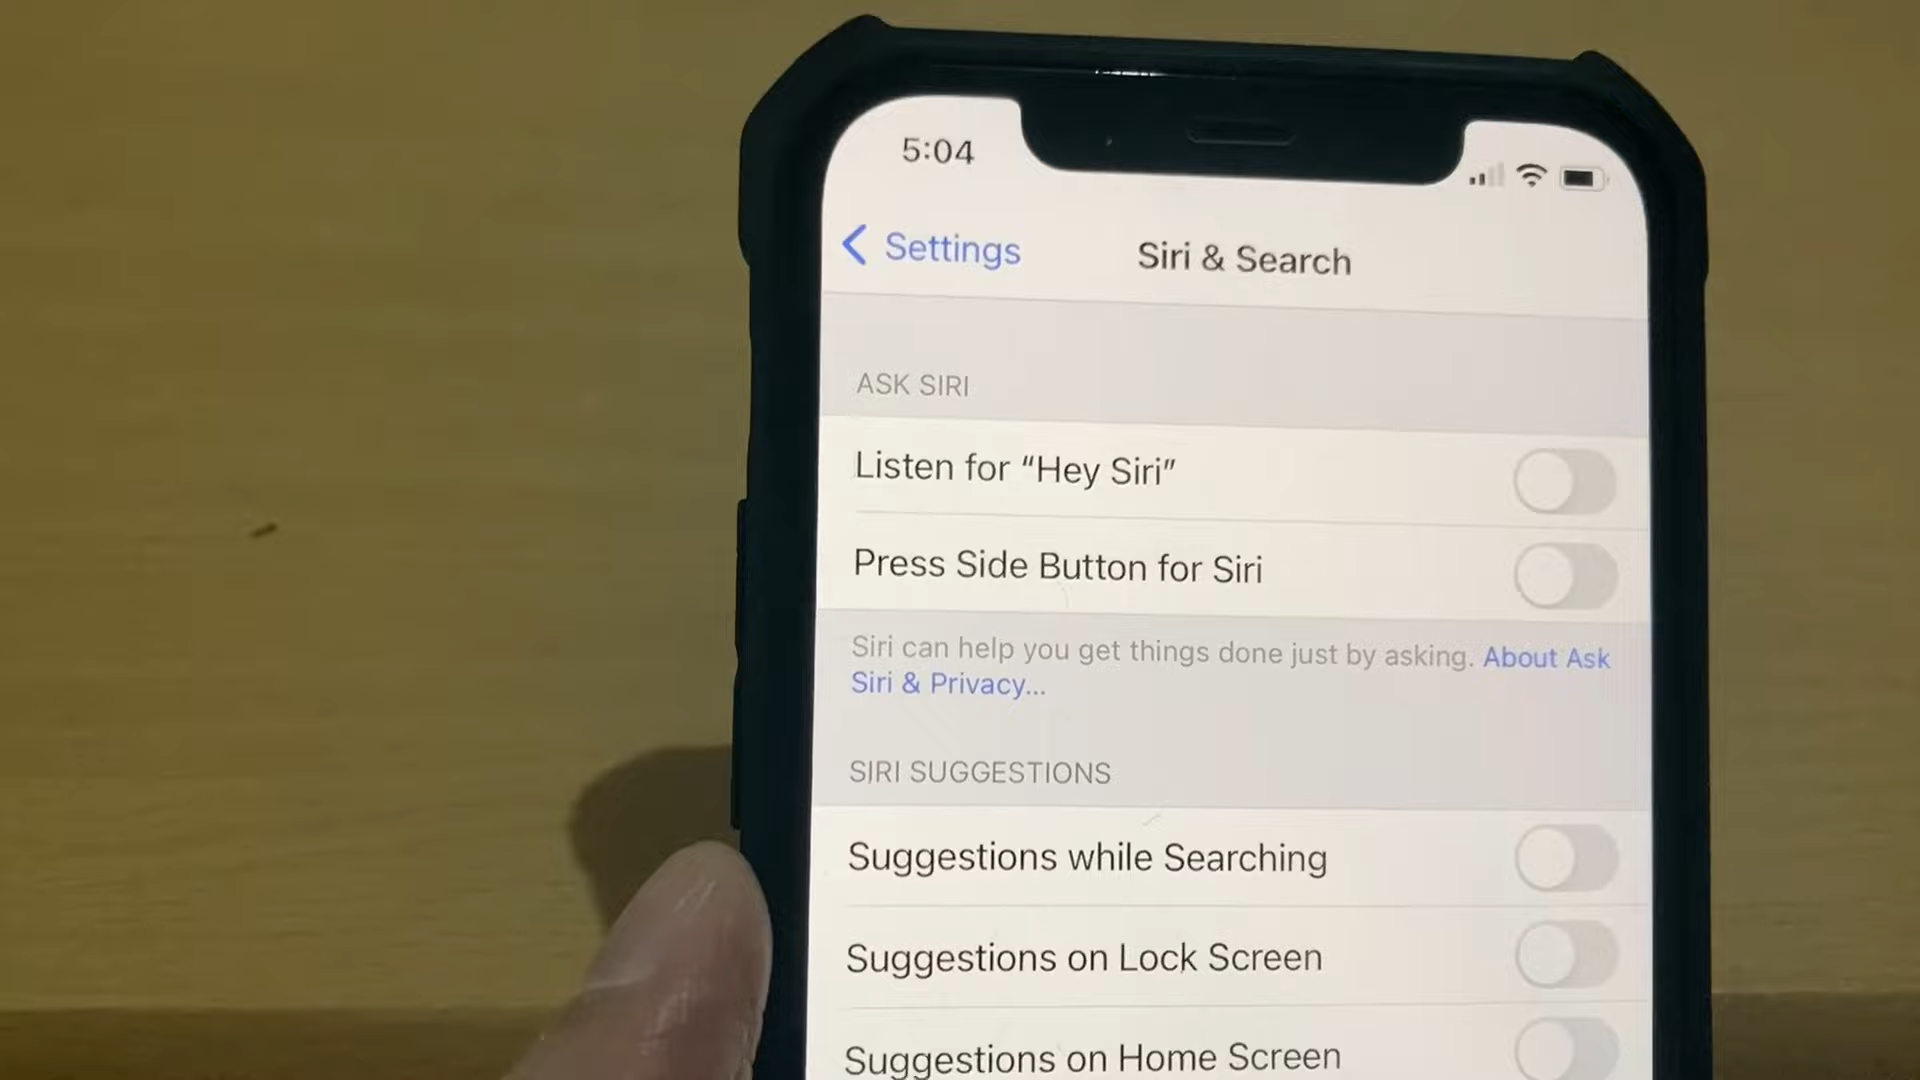 5:04
Settings
Siri & Search
ASK SIRI
Listen for “Hey Siri”
Press Side Button for Siri
Siri can help you get things done just by asking. About Ask
Siri & Privacy...
SIRI SUGGESTIONS
Suggestions while Searching
Suggestions on Lock Screen
Suggestions on Home Screen